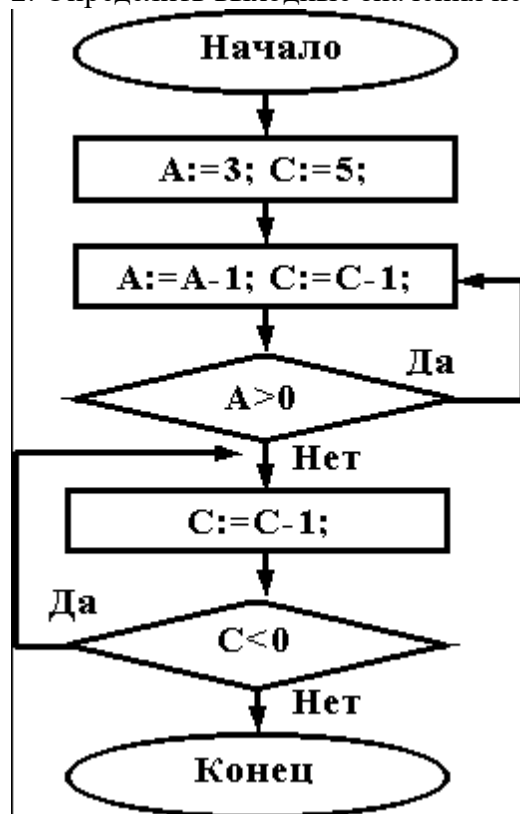 Начало
A:=3; C:=5;
A:=A-1; C:=C-1;
Да
A>0
Нет
C:=C-1;
Да
C<0
Нет
Конец